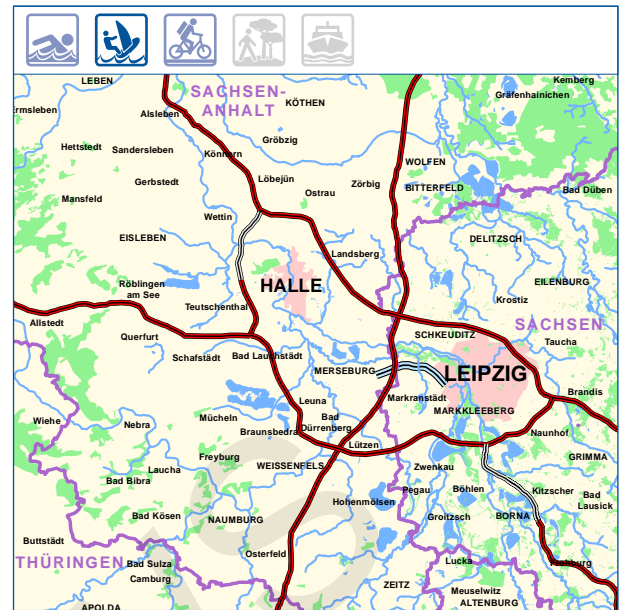 LEBEN
Kemberg
SACHSEN-
ANHALT
Gräfenhainichen
KÖTHEN
ermsleben
Alsleben
Gröbzig
Hettstedt
Sandersleben
Könnern
WOLFEN
Gerbstedt
Löbejün
Zörbig
BITTERFELD
Bad Düben
Mansfeld
Ostrau
Wettin
EISLEBEN
DELITZSCH
Landsberg
Röblingen
am See
HALLE
EILENBURG
Teutschenthal
Krostiz
Allstedt
SACHSEN
Querfurt
SCHKEUDITZ
Taucha
Schafstädt
Bad Lauchstädt
MERSEBURG
LEIPZIG
Leuna
Markranstädt
Brandis
MARKKLEEBERG
Wiehe
Nebra
Mücheln
Bad
Dürrenberg
Braunsbedra
Naunhof
Lützen
Freyburg
GRIMMA
Laucha
WEISSENFELS
Zwenkau
Bad Bibra
Pegau
Böhlen
Kitzscher
Bad
Lausick
Hohenmölsen
Bad Kösen
NAUMBURG
Groitzsch
BORNA
Buttstädt
Osterfeld
THÜRINGEN
Bad Sulza
Lucka
Frohburg
Camburg
ZEITZ
Meuselwitz
APOLDA
ALTENBURG